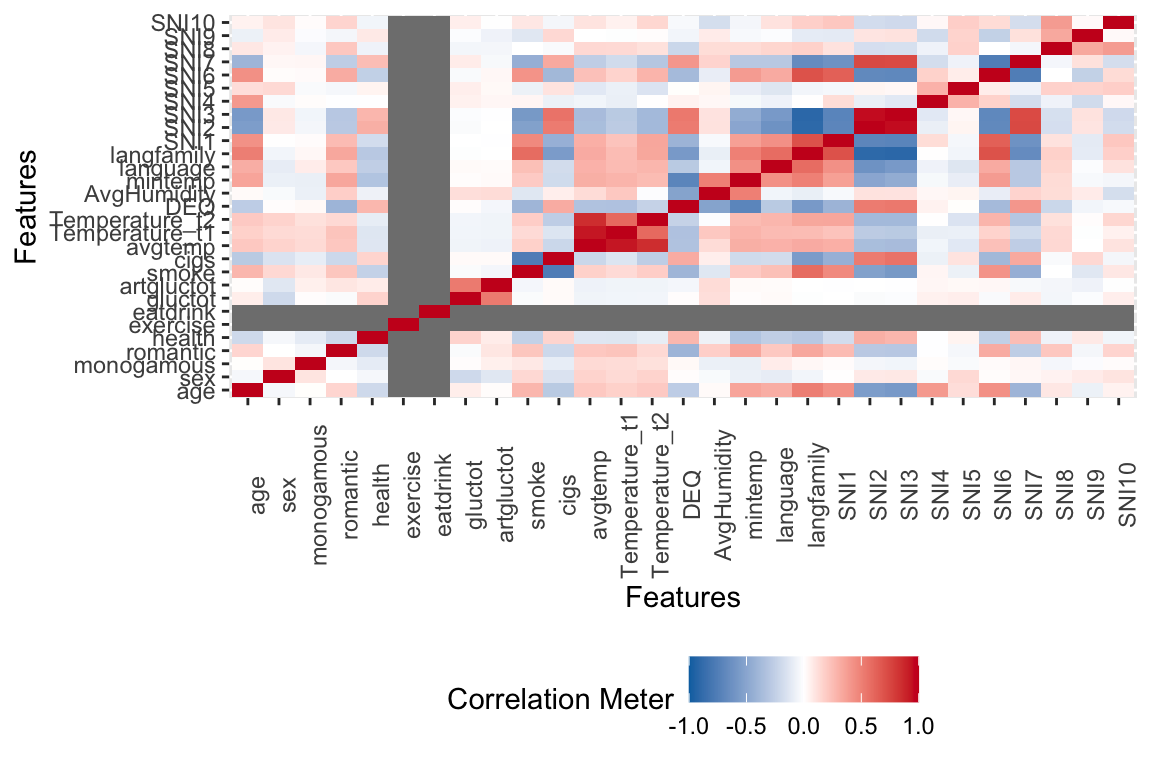 SNI10
SNI9
SNI8
SNI7
SNI6
SNI5
SNI4
SNI3
SNI2
SNI1
langfamily
language
mintemp
AvgHumidity
DEQ
Temperature_t2
Temperature_t1
avgtemp
cigs
smoke
artgluctot
gluctot
eatdrink
exercise
health
romantic
monogamous
sex
age
Features
age
sex
monogamous
romantic
health
exercise
eatdrink
gluctot
artgluctot
smoke
cigs
avgtemp
Temperature_t1
Temperature_t2
DEQ
AvgHumidity
mintemp
language
langfamily
SNI1
SNI2
SNI3
SNI4
SNI5
SNI6
SNI7
SNI8
SNI9
SNI10
Features
Correlation Meter
-1.0 -0.5 0.0 0.5 1.0